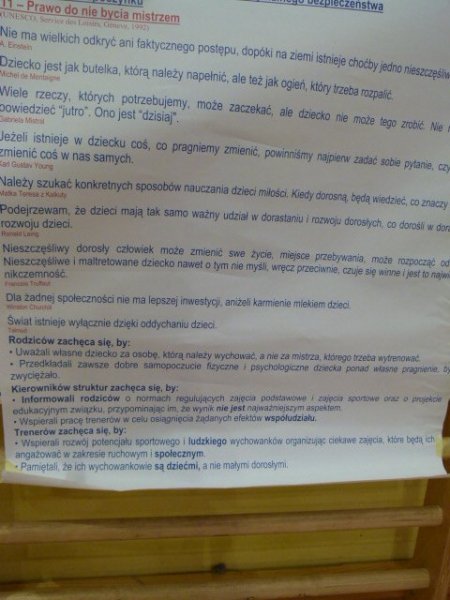 poczynku
bezpieczeństwa
11 – Prawo do nie bycia mistrzem
(UNESCO, Service des Loisirs, Geneve, 1992)
Nie ma wielkich odkryć ani faktycznego postępu, dopóki na ziemi istnieje choćby jedno nieszczęśliw
A. Einstein
Dziecko jest jak butelka, którą należy napełnić, ale też jak ogień, który trzeba rozpalić.
Michel de Montaigne
Wiele rzeczy, których potrzebujemy, może zaczekać, ale dziecko nie może tego zrobić. Nie
powiedzieć "jutro". Ono jest "dzisiaj".
Gabriela Mistral
Jeżeli istnieje w dziecku coś, co pragniemy zmienić, powinniśmy najpierw zadać sobie pytanie, czy
zmienić coś w nas samych.
Karl Gustav Young
Należy szukać konkretnych sposobów nauczania dzieci miłości. Kiedy dorosną, będą wiedzieć, co znaczy
Matka Teresa z Kalkuty
Podejrzewam, że dzieci mają tak samo ważny udział w dorastaniu i rozwoju dorosłych, co dorośli w dora
rozwoju dzieci.
Ronald Laing
Nieszczęśliwy dorosły człowiek może zmienić swe życie, miejsce przebywania, może rozpocząć od
Nieszczęśliwe i maltretowane dziecko nawet o tym nie myśli, wręcz przeciwnie, czuje się winne i jest to najwi
nikczemność.
Francois Truffaut
Dla żadnej społeczności nie ma lepszej inwestycji, aniżeli karmienie mlekiem dzieci.
Winston Churchil
Świat istnieje wyłącznie dzięki oddychaniu dzieci.
Talmud
Rodziców zachęca się, by:
• Uważali własne dziecko za osobę, którą należy wychować, a nie za mistrza, którego trzeba wytrenować.
• Przedkładali zawsze dobre samopoczucie fizyczne i psychologiczne dziecka ponad własne pragnienie, by
zwyciężało.
Kierowników struktur zachęca się, by:
• Informowali rodziców o normach regulujących zajęcia podstawowe i zajęcia sportowe oraz o projekcie
edukacyjnym związku, przypominając im, że wynik nie jest najważniejszym aspektem.
• Wspierali pracę trenerów w celu osiągnięcia żądanych efektów współudziału.
Trenerów zachęca się, by:
• Wspierali rozwój potencjału sportowego i ludzkiego wychowanków organizując ciekawe zajęcia, które będą ich
angażować w zakresie ruchowym i społecznym.
• Pamiętali, że ich wychowankowie są dziećmi, a nie małymi dorosłymi.